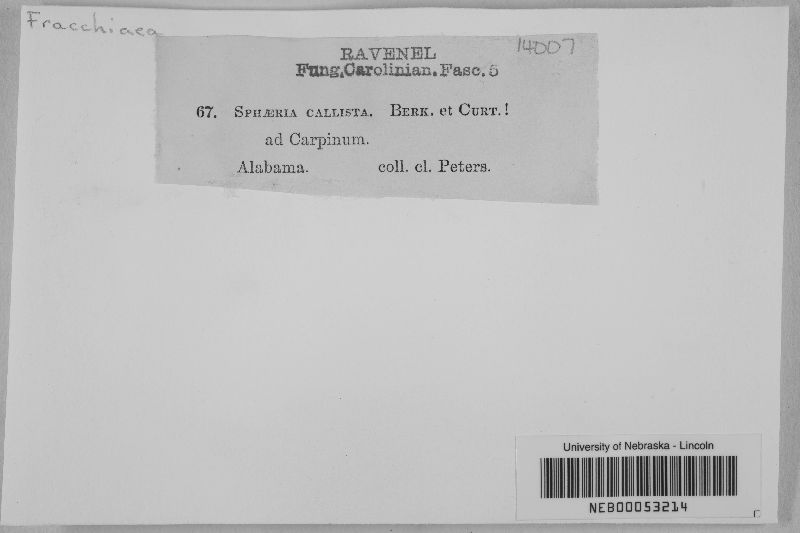 Fracchiaea
14007
RAVENEL
Fung. Carolinian. Fasc. 5
67. Sphæria callista. Berk. et Curt.!
ad Carpinum.
Alabama. coll. cl. Peters.
University of Nebraska - Lincoln
NEB00053214